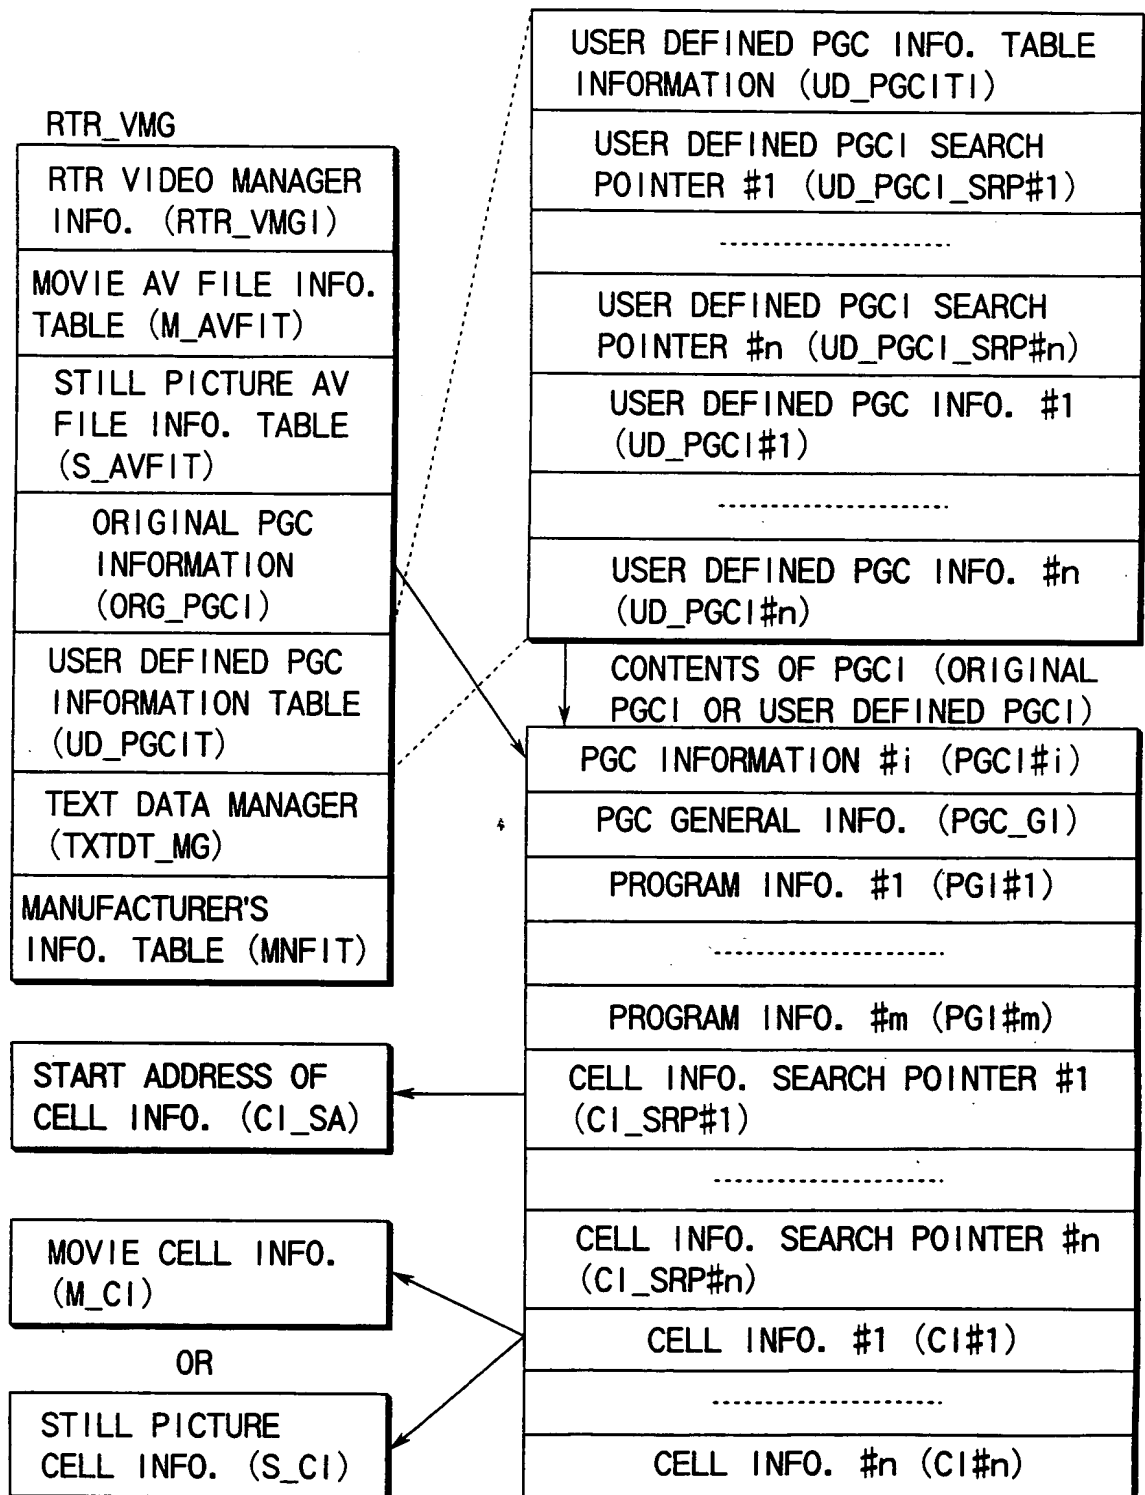 RTR_VMG
RTR VIDEO MANAGER
INFO. (RTR_VMGI)
MOVIE AV FILE INFO.
TABLE (M_AVFIT)
STILL PICTURE AV
FILE INFO. TABLE
(S_AVFIT)
ORIGINAL PGC
INFORMATION
(ORG_PGCI)
USER DEFINED PGC
INFORMATION TABLE
(UD_PGCIT)
TEXT DATA MANAGER
(TXTDT_MG)
MANUFACTURER'S
INFO. TABLE (MNFIT)
USER DEFINED PGC INFO. TABLE
INFORMATION (UD_PGCITI)
USER DEFINED PGCI SEARCH
POINTER #1 (UD_PGCI_SRP#1)
USER DEFINED PGCI SEARCH
POINTER #n (UD_PGCI_SRP#n)
USER DEFINED PGC INFO. #1
(UD_PGCI#1)
USER DEFINED PGC INFO. #n
(UD_PGCI#n)
CONTENTS OF PGCI (ORIGINAL
PGCI OR USER DEFINED PGCI)
PGC INFORMATION #i (PGCI#i)
PGC GENERAL INFO. (PGC_GI)
PROGRAM INFO. #1 (PGI#1)
PROGRAM INFO. #m (PGI#m)
CELL INFO. SEARCH POINTER #1
(CI_SRP#1)
CELL INFO. SEARCH POINTER #n
(CI_SRP#n)
CELL INFO. #1 (CI#1)
CELL INFO. #n (CI#n)
START ADDRESS OF
CELL INFO. (CI_SA)
MOVIE CELL INFO.
(M_CI)
OR
STILL PICTURE
CELL INFO. (S_CI)